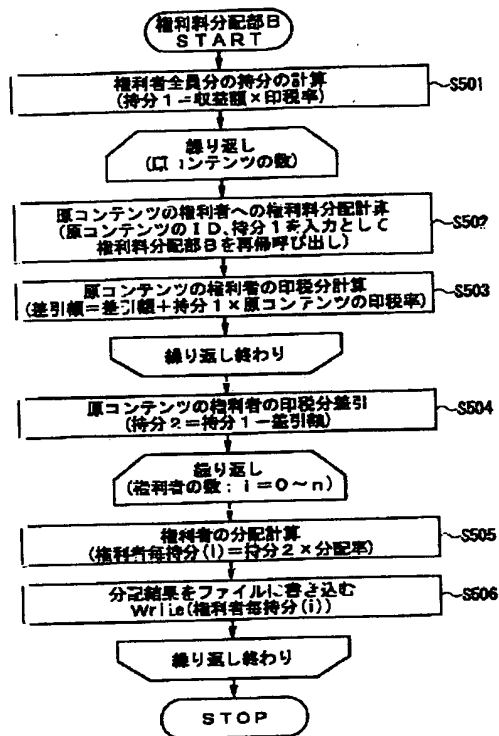 権利料分配部B
START
権利者全員分の持分の計算
(持分1=収益額×印税率)
S501
繰り返し
(原コンテンツの数)
原コンテンツの権利者への権利料分配計算
(原コンテンツのID、持分1を入力として
権利料分配部Bを再帰呼び出し)
S502
原コンテンツの権利者の印税分計算
(差引額=差引額+持分1×原コンテンツの印税率)
S503
繰り返し終わり
原コンテンツの権利者の印税分差引
(持分2=持分1-差引額)
S504
繰り返し
(権利者の数:i=0~n)
権利者の分配計算
(権利者毎持分(i)=持分2×分配率)
S505
分配結果をファイルに書き込む
Write(権利者毎持分(i))
S506
繰り返し終わり
STOP